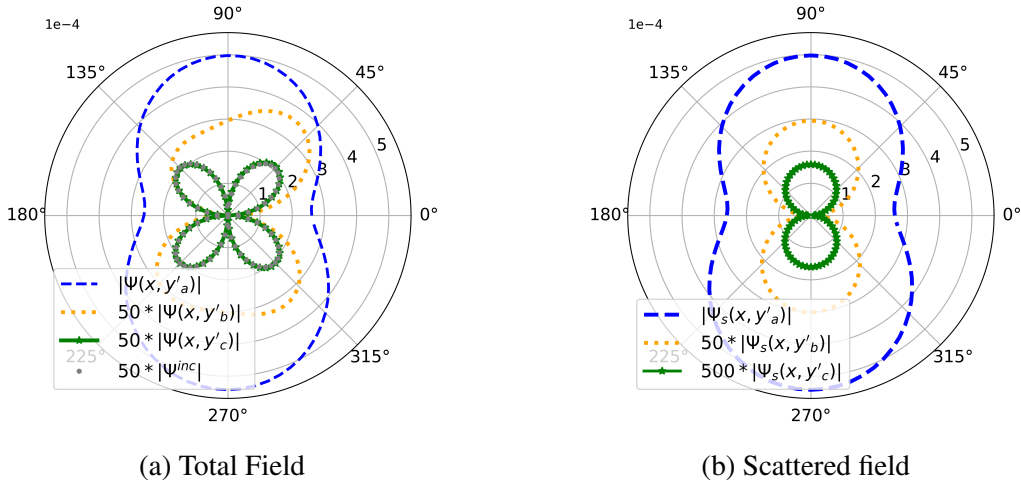 1e−4
90°
135°
45°
5
4
3
2
1
180°
0°
|Ψ(x, y′a)|
50 * |Ψ(x, y′b)|
50 * |Ψ(x, y′c)|
50 * |Ψ^inc|
225°
315°
270°
(a) Total Field
1e−4
90°
135°
45°
5
4
3
2
1
180°
0°
|Ψs(x, y′a)|
50 * |Ψs(x, y′b)|
500 * |Ψs(x, y′c)|
225°
315°
270°
(b) Scattered field